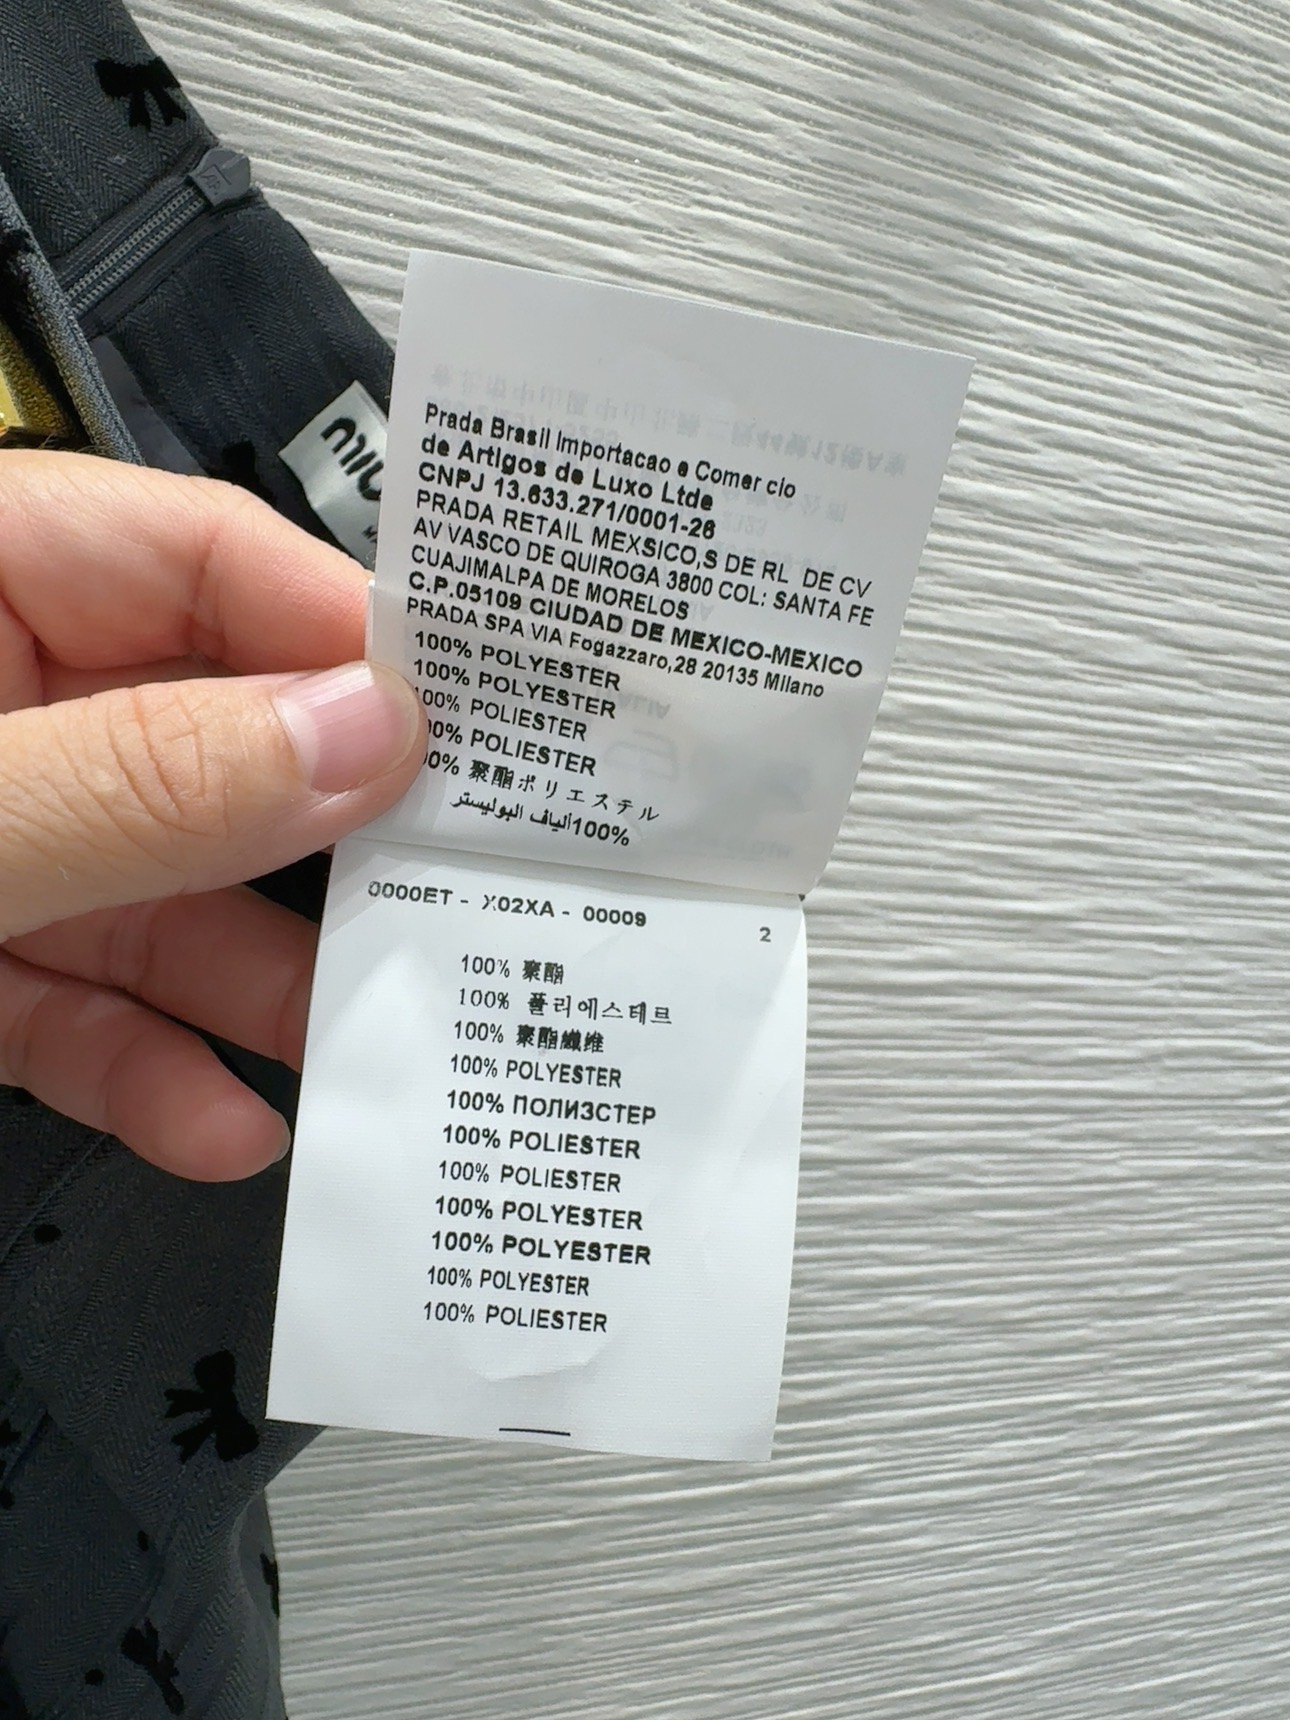 Prada Brasil Importacao e Comer cio
de Artigos de Luxo Ltde
CNPJ 13.633.271/0001-26
PRADA RETAIL MEXSICO,S DE RL DE CV
AV VASCO DE QUIROGA 3800 COL: SANTA FE
CUAJIMALPA DE MORELOS
C.P.05109 CIUDAD DE MEXICO-MEXICO
PRADA SPA VIA Fogazzaro,28 20135 Milano
100% POLYESTER
100% POLYESTER
100% POLIESTER
00% POLIESTER
00% 聚酯ポリエステル
100%ألياف البوليستر
0000ET - X02XA - 00009
2
100% 聚酯
100% 폴리에스테르
100% 聚酯纖维
100% POLYESTER
100% ПОЛИЗСТЕР
100% POLIESTER
100% POLIESTER
100% POLYESTER
100% POLYESTER
100% POLYESTER
100% POLIESTER